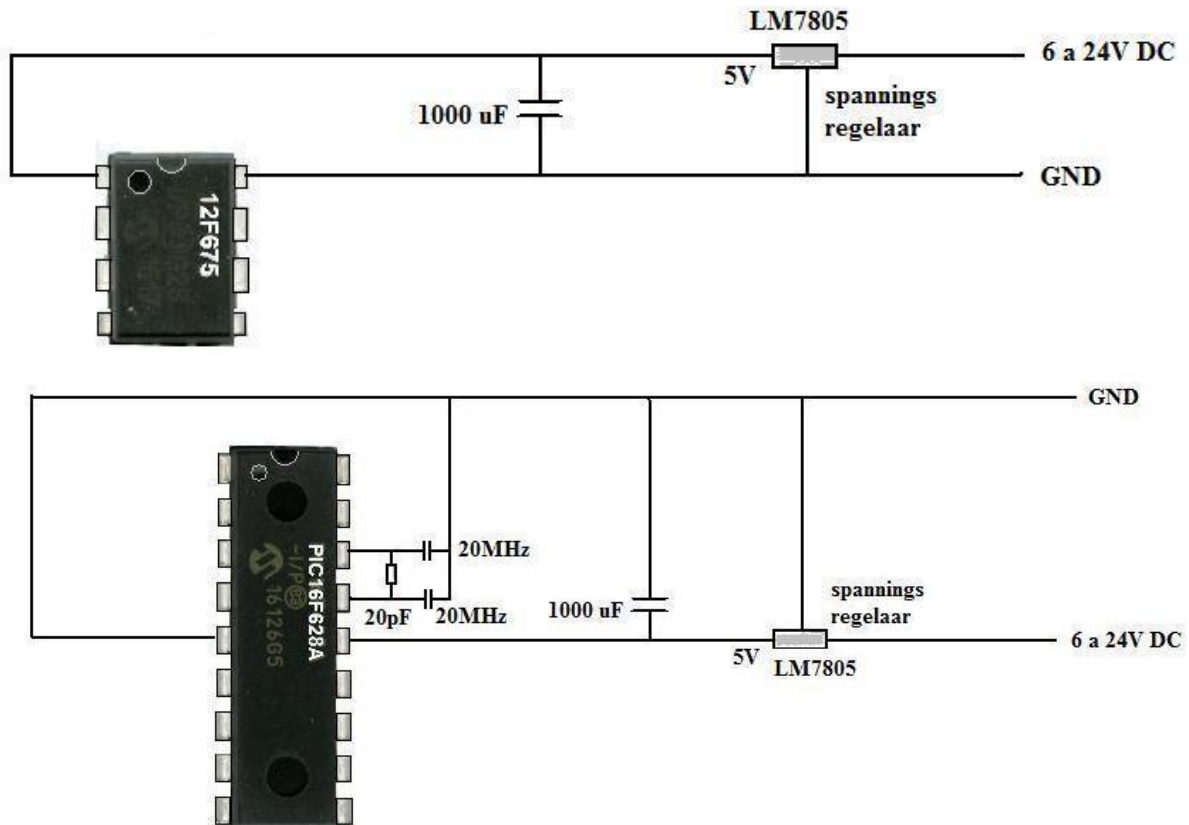 LM7805
6 a 24V DC
5V
1000 uF
spannings
regelaar
GND
12F675
GND
PIC16F628A
-I/P
16126G5
20MHz
20pF
20MHz
1000 uF
spannings
regelaar
5V
LM7805
6 a 24V DC